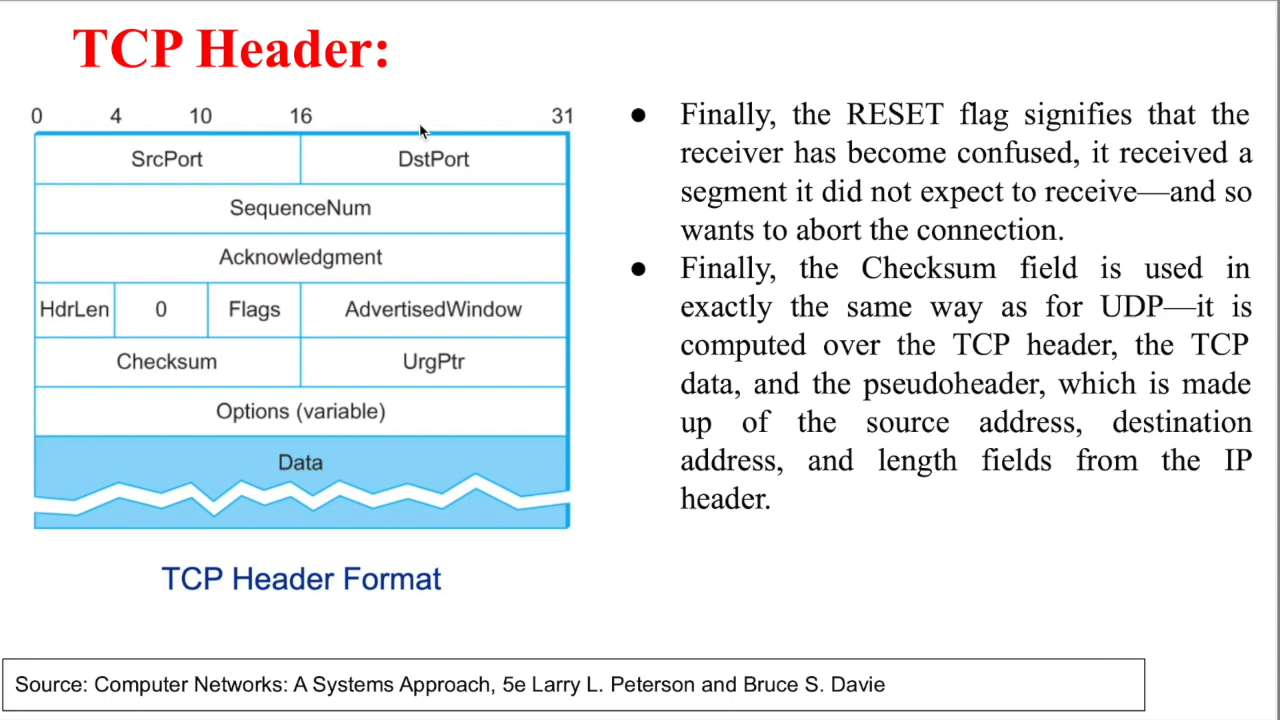 TCP Header:
0 4 10 16 31
SrcPort DstPort
SequenceNum
Acknowledgment
HdrLen 0 Flags AdvertisedWindow
Checksum UrgPtr
Options (variable)
Data
TCP Header Format
● Finally, the RESET flag signifies that the
receiver has become confused, it received a
segment it did not expect to receive—and so
wants to abort the connection.
● Finally, the Checksum field is used in
exactly the same way as for UDP—it is
computed over the TCP header, the TCP
data, and the pseudoheader, which is made
up of the source address, destination
address, and length fields from the IP
header.
Source: Computer Networks: A Systems Approach, 5e Larry L. Peterson and Bruce S. Davie